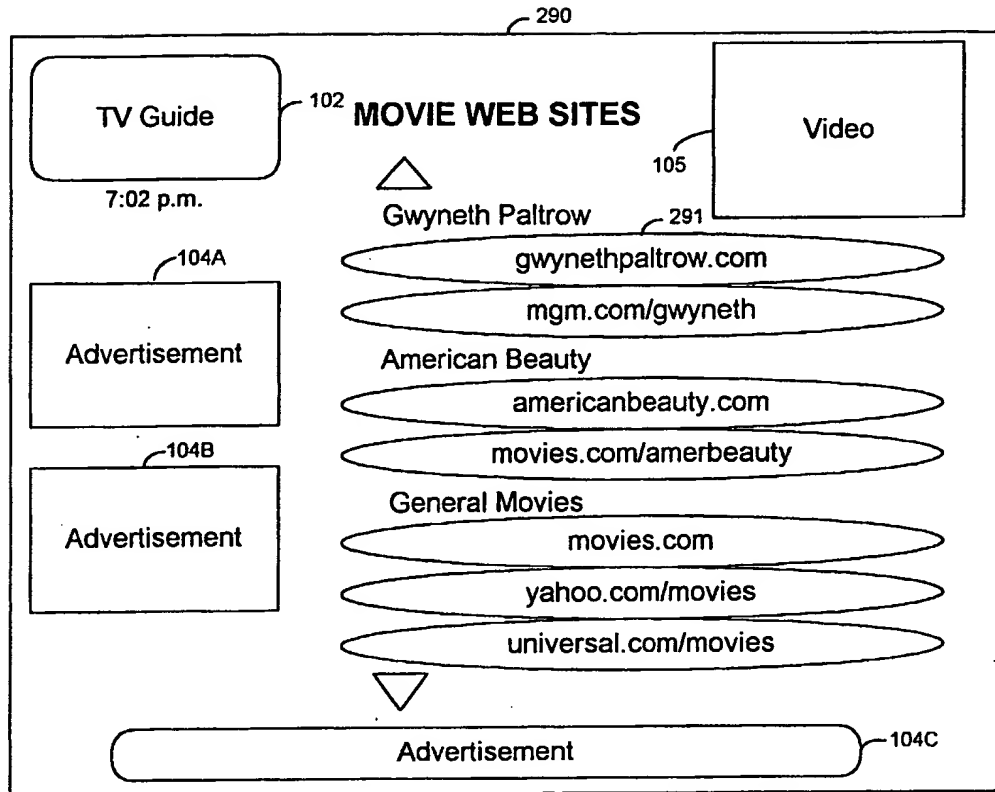 290
TV Guide
102
MOVIE WEB SITES
Video
105
7:02 p.m.
Gwyneth Paltrow
291
gwynethpaltrow.com
mgm.com/gwyneth
104A
Advertisement
American Beauty
americanbeauty.com
movies.com/amerbeauty
104B
Advertisement
General Movies
movies.com
yahoo.com/movies
universal.com/movies
Advertisement
104C